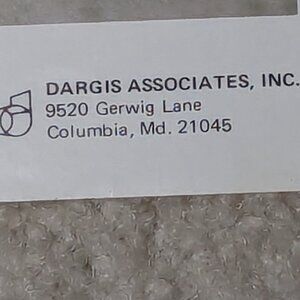 DARGIS ASSOCIATES, INC.
9520 Gerwig Lane
Columbia, Md. 21045